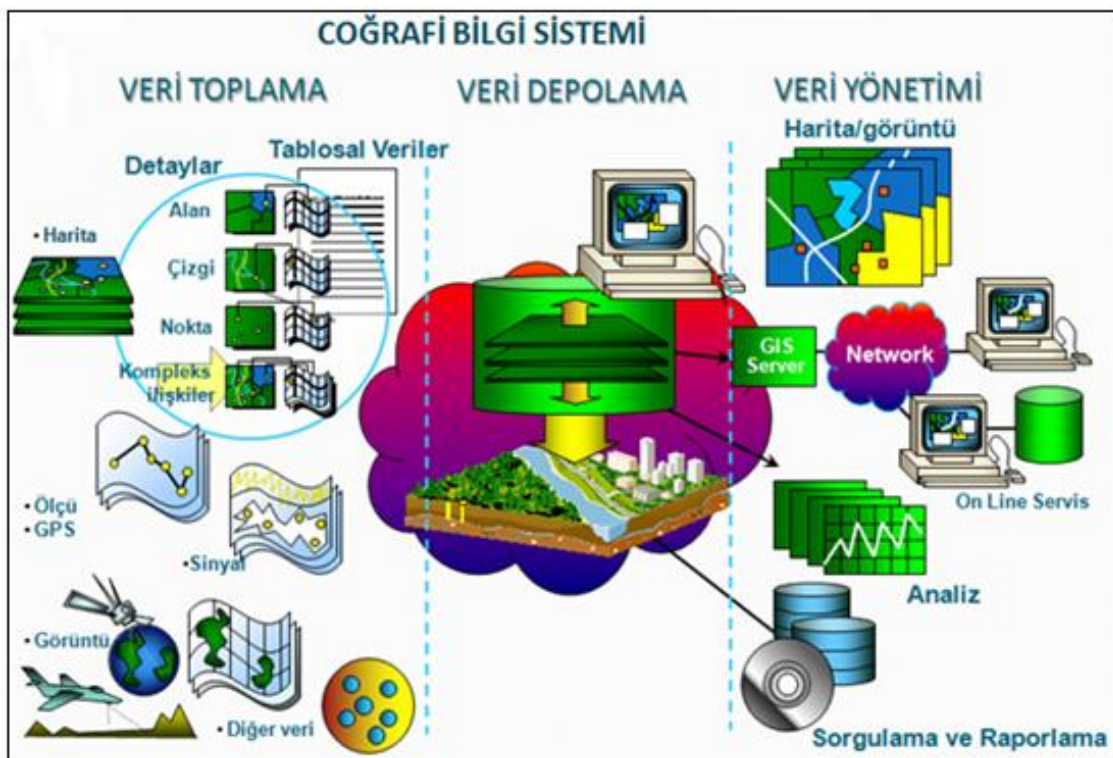 COĞRAFİ BİLGİ SİSTEMİ
VERİ TOPLAMA
VERİ DEPOLAMA
VERİ YÖNETİMİ
Detaylar
Tablosal Veriler
Alan
• Harita
Çizgi
Nokta
Kompleks
ilişkiler
• Ölçü
• GPS
• Sinyal
• Görüntü
• Diğer veri
Harita/görüntü
GIS
Server
Network
On Line Servis
Analiz
Sorgulama ve Raporlama